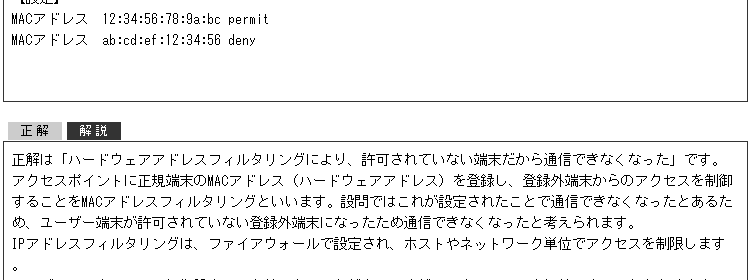 MACアドレス 12:34:56:78:9a:bc permit
MACアドレス ab:cd:ef:12:34:56 deny
正解 解説
正解は「ハードウェアアドレスフィルタリングにより、許可されていない端末だから通信できなくなった」です。
アクセスポイントに正規端末のMACアドレス（ハードウェアアドレス）を登録し、登録外端末からのアクセスを制御
することをMACアドレスフィルタリングといいます。設問ではこれが設定されたことで通信できなくなったとあるた
め、ユーザー端末が許可されていない登録外端末になったため通信できなくなったと考えられます。
IPアドレスフィルタリングは、ファイアウォールで設定され、ホストやネットワーク単位でアクセスを制限します
。